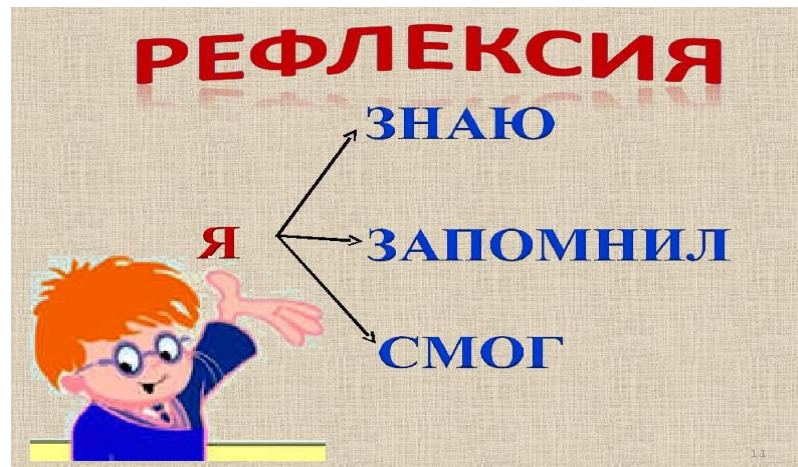 РЕФЛЕКСИЯ
ЗНАЮ
Я
ЗАПОМНИЛ
СМОГ
11